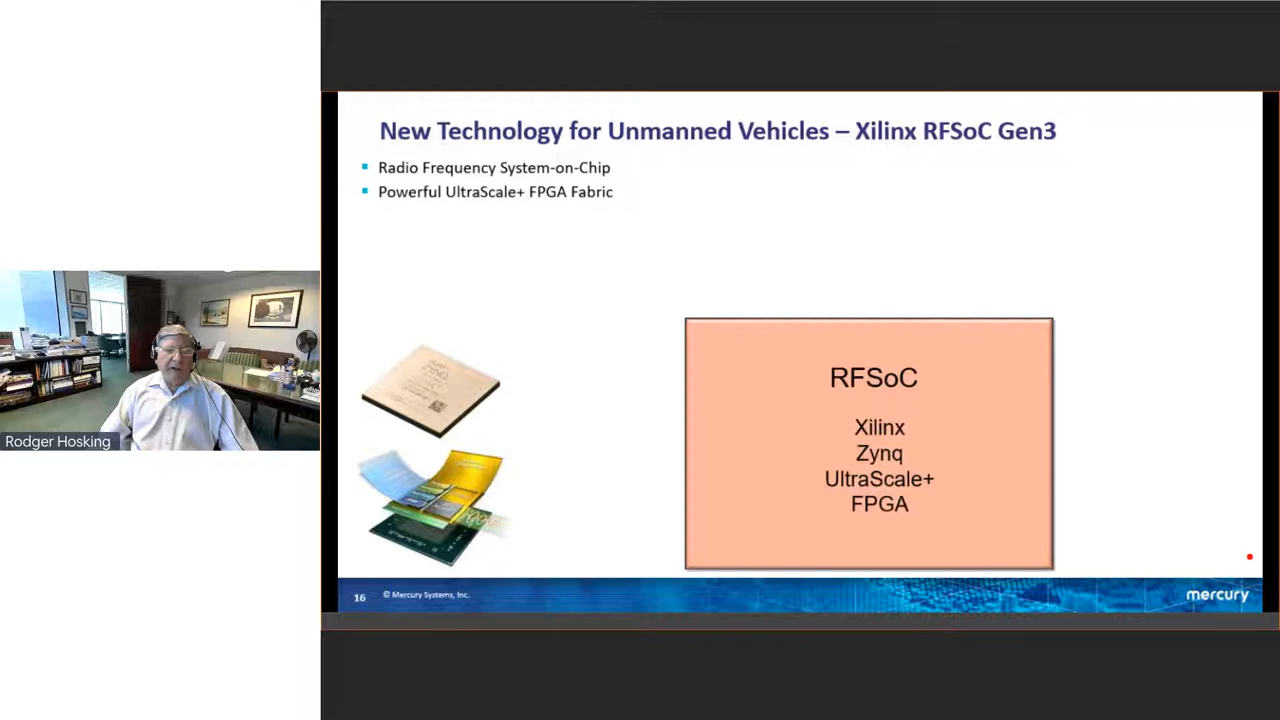 New Technology for Unmanned Vehicles – Xilinx RFSoC Gen3
Radio Frequency System-on-Chip
Powerful UltraScale+ FPGA Fabric
RFSoC
Xilinx
Zynq
UltraScale+
FPGA
Rodger Hosking
16
© Mercury Systems, Inc.
mercury